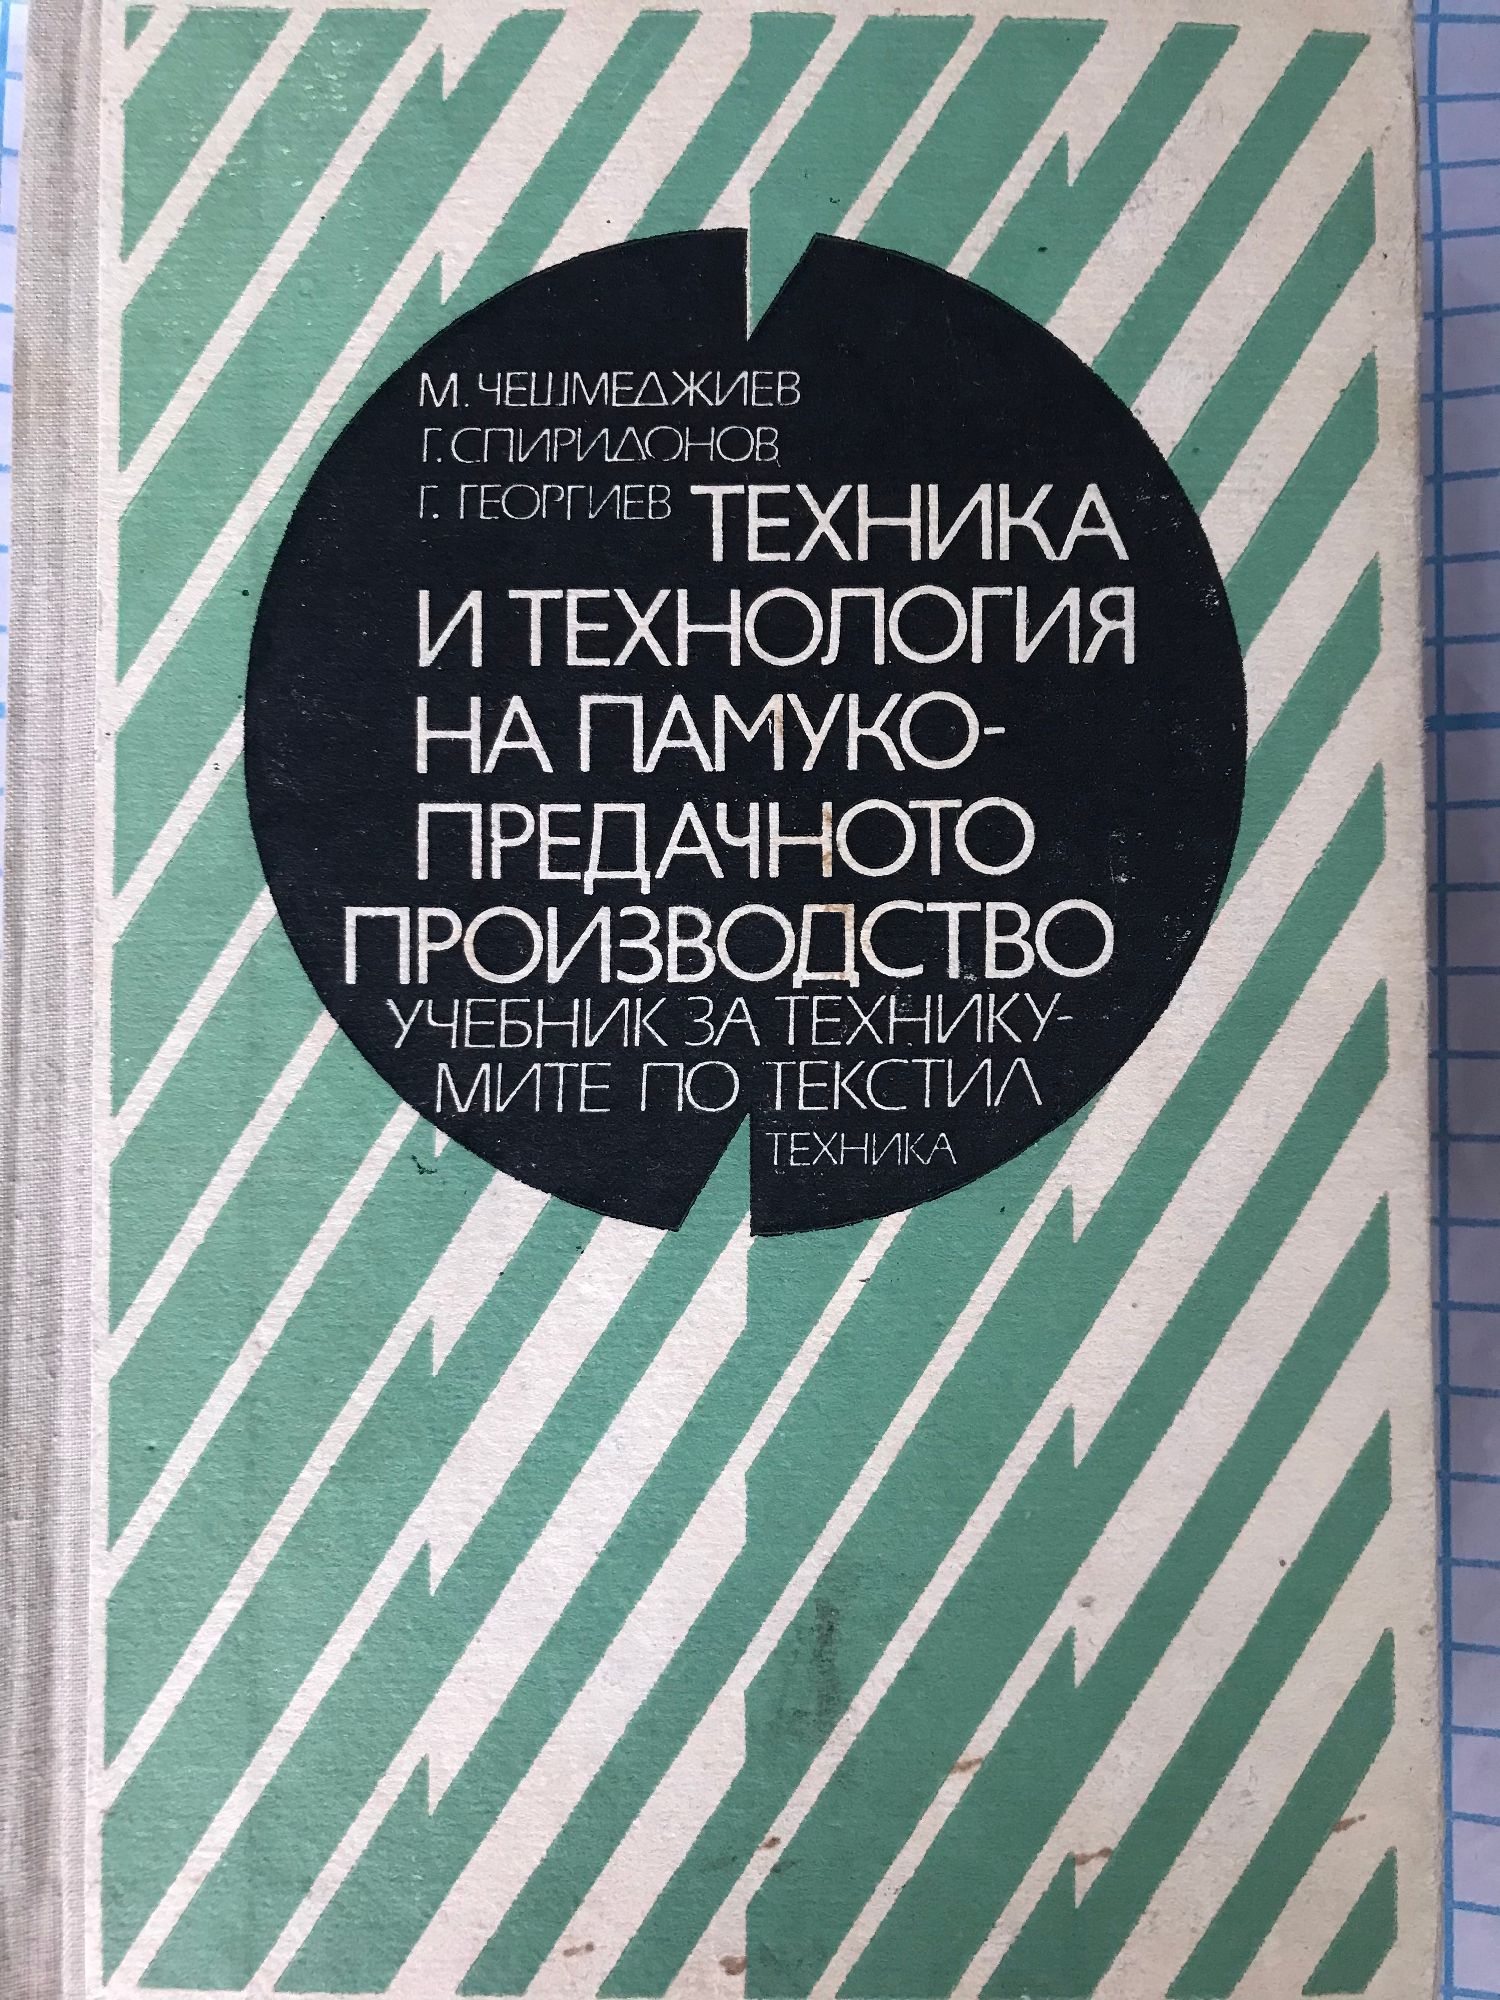 М. ЧЕШМЕДЖИЕВ
Г. СПИРИДОНОВ
Г. ГЕОРГИЕВ ТЕХНИКА
И ТЕХНОЛОГИЯ
НА ПАМУКО-
ПРЕДАЧНОТО
ПРОИЗВОДСТВО
УЧЕБНИК ЗА ТЕХНИКУ-
МИТЕ ПО ТЕКСТИЛ
ТЕХНИКА